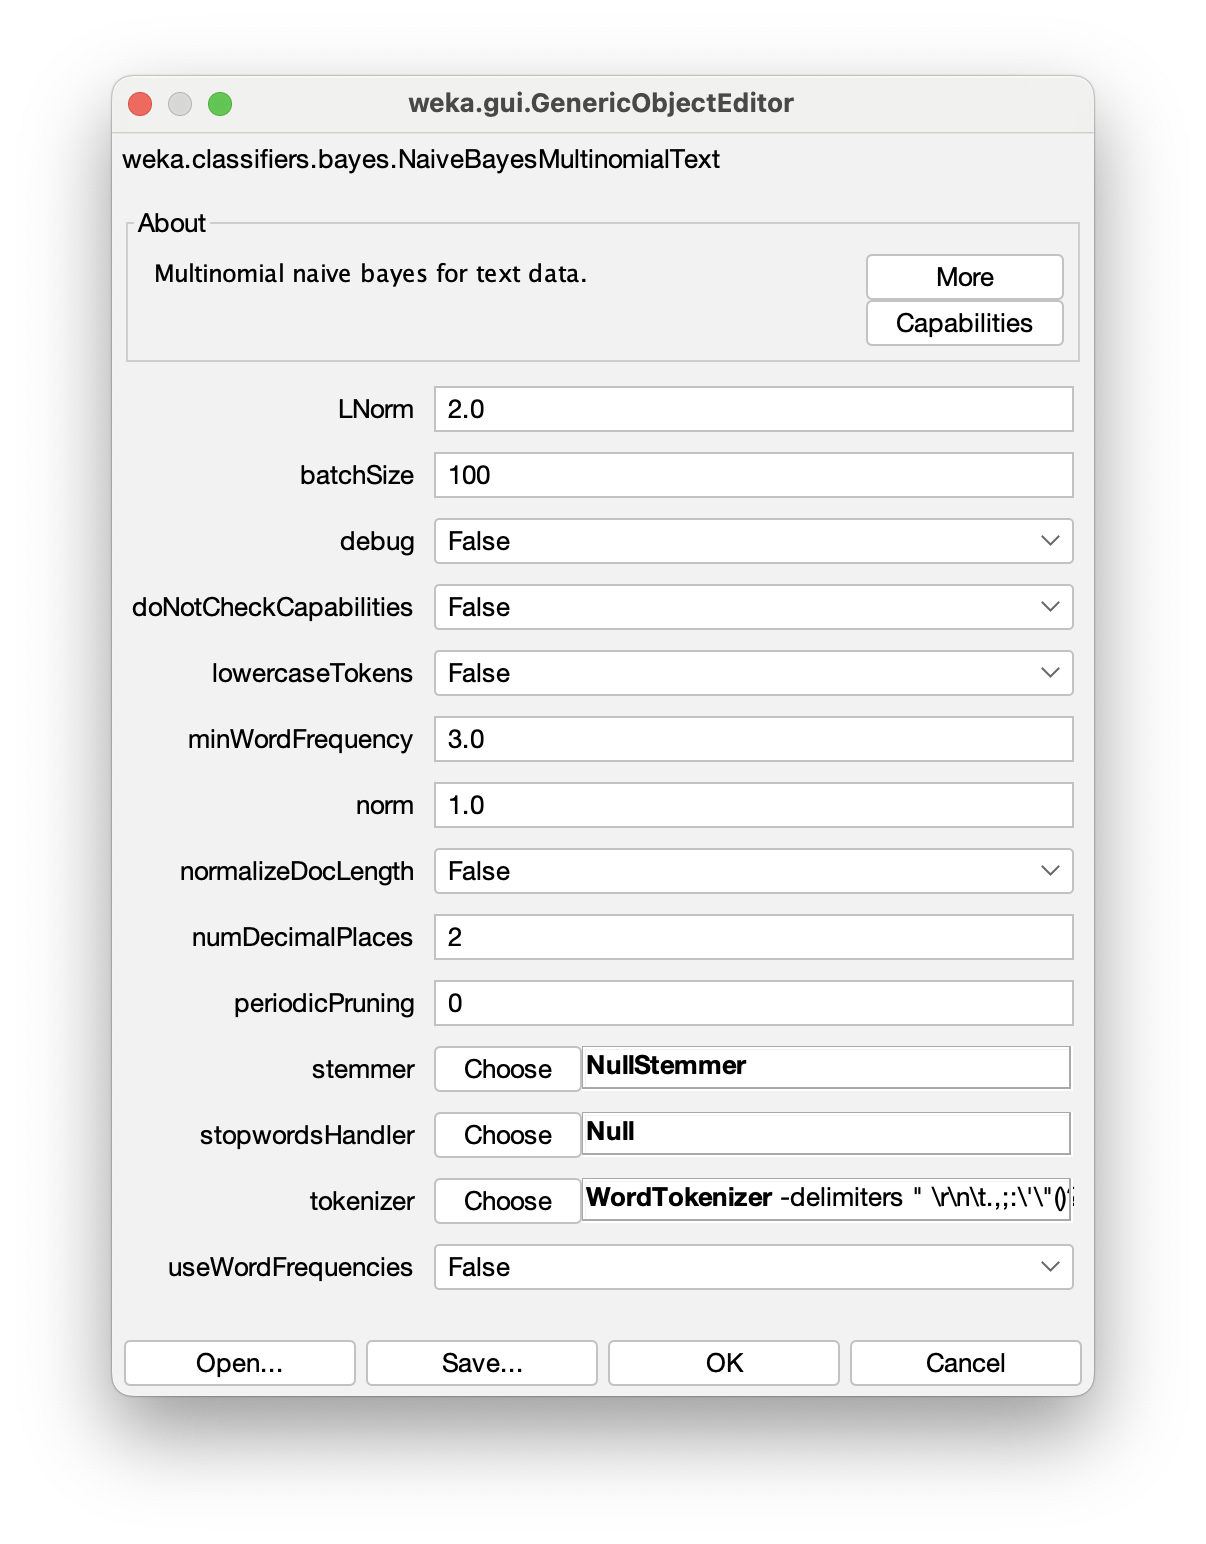 weka.gui.GenericObjectEditor
weka.classifiers.bayes.NaiveBayesMultinomialText
About
Multinomial naive bayes for text data.
More
Capabilities
LNorm 2.0
batchSize 100
debug False
doNotCheckCapabilities False
lowercaseTokens False
minWordFrequency 3.0
norm 1.0
normalizeDocLength False
numDecimalPlaces 2
periodicPruning 0
stemmer Choose NullStemmer
stopwordsHandler Choose Null
tokenizer Choose WordTokenizer -delimiters " \r\n\t.,;:\'\"()
useWordFrequencies False
Open... Save... OK Cancel